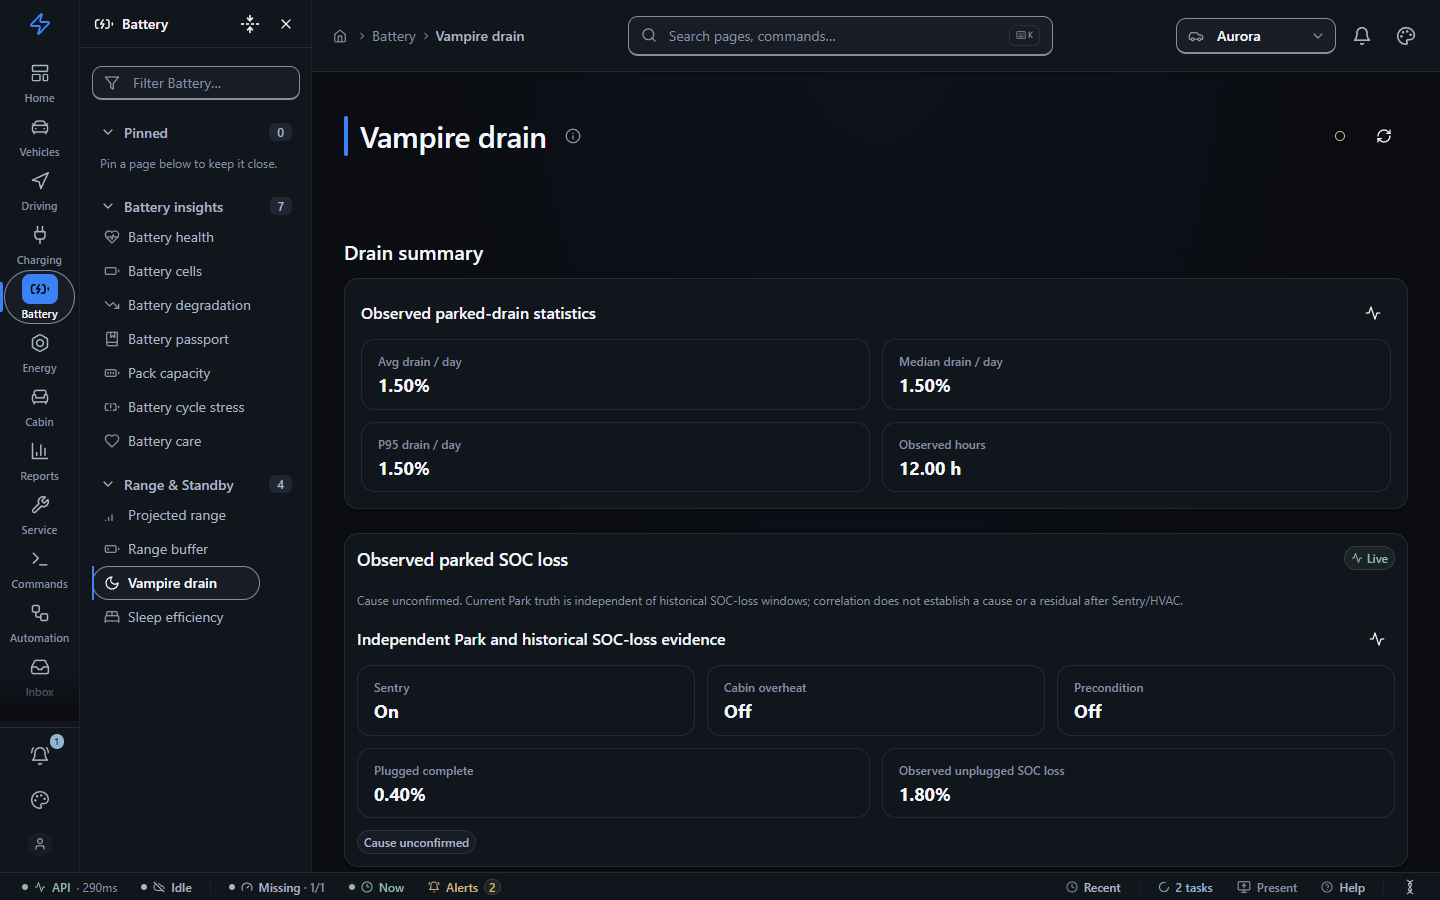 Battery
Battery
Vampire drain
Search pages, commands...
K
Aurora
Home
Vehicles
Driving
Charging
Battery
Energy
Cabin
Reports
Service
Commands
Automation
Inbox
1
Filter Battery...
Pinned
0
Pin a page below to keep it close.
Battery insights
7
Battery health
Battery cells
Battery degradation
Battery passport
Pack capacity
Battery cycle stress
Battery care
Range & Standby
4
Projected range
Range buffer
Vampire drain
Sleep efficiency
Vampire drain
Drain summary
Observed parked-drain statistics
Avg drain / day
1.50%
Median drain / day
1.50%
P95 drain / day
1.50%
Observed hours
12.00 h
Observed parked SOC loss
Live
Cause unconfirmed. Current Park truth is independent of historical SOC-loss windows; correlation does not establish a cause or a residual after Sentry/HVAC.
Independent Park and historical SOC-loss evidence
Sentry
On
Cabin overheat
Off
Precondition
Off
Plugged complete
0.40%
Observed unplugged SOC loss
1.80%
Cause unconfirmed
API · 290ms
Idle
Missing · 1/1
Now
Alerts 2
Recent
2 tasks
Present
Help